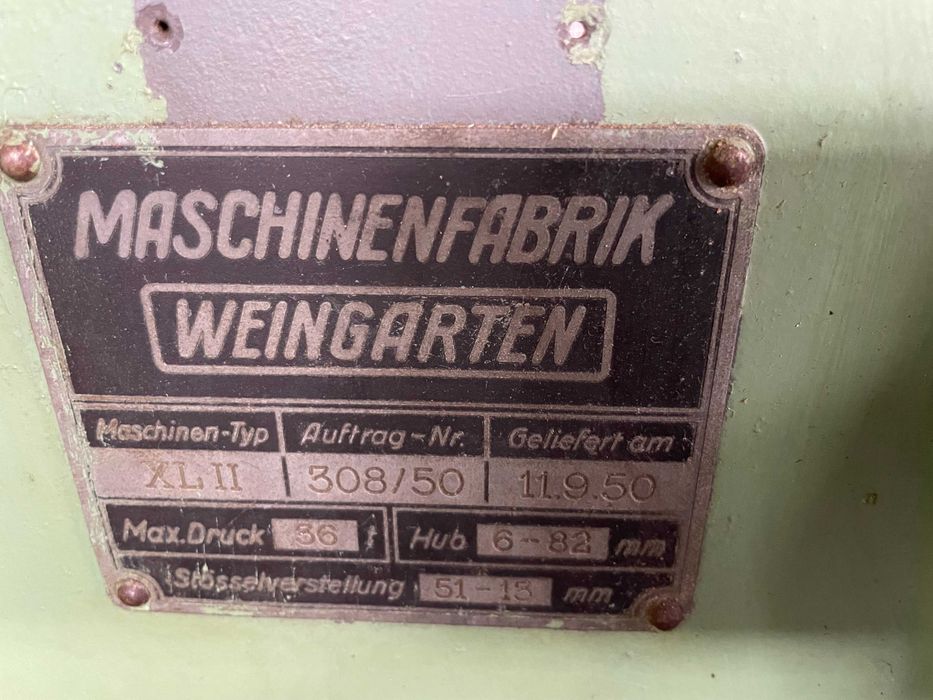 MASCHINENFABRIK
WEINGARTEN
Maschinen-Typ Auftrag-Nr. Geliefert am
XL II 308/50 11.9.50
Max. Druck 36 t Hub 6-82 mm
Stösselverstellung 51-13 mm